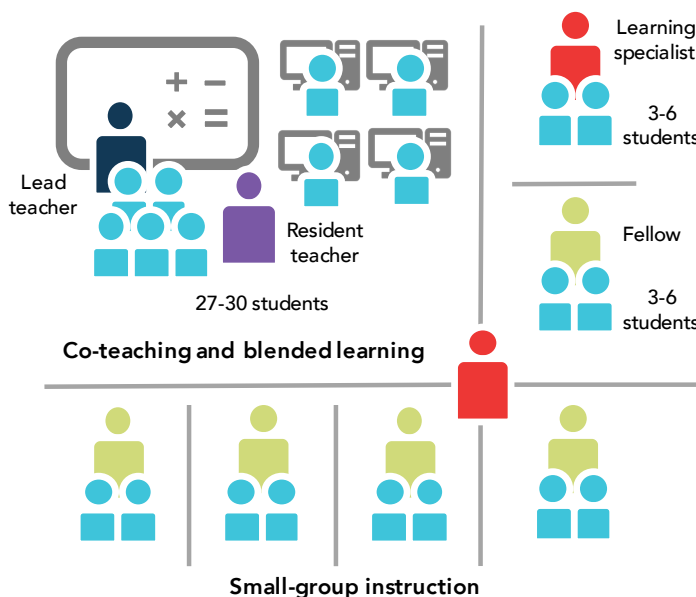 + −
× =
Lead
teacher
Resident
teacher
27-30 students
Co-teaching and blended learning
Learning
specialist
3-6
students
Fellow
3-6
students
Small-group instruction